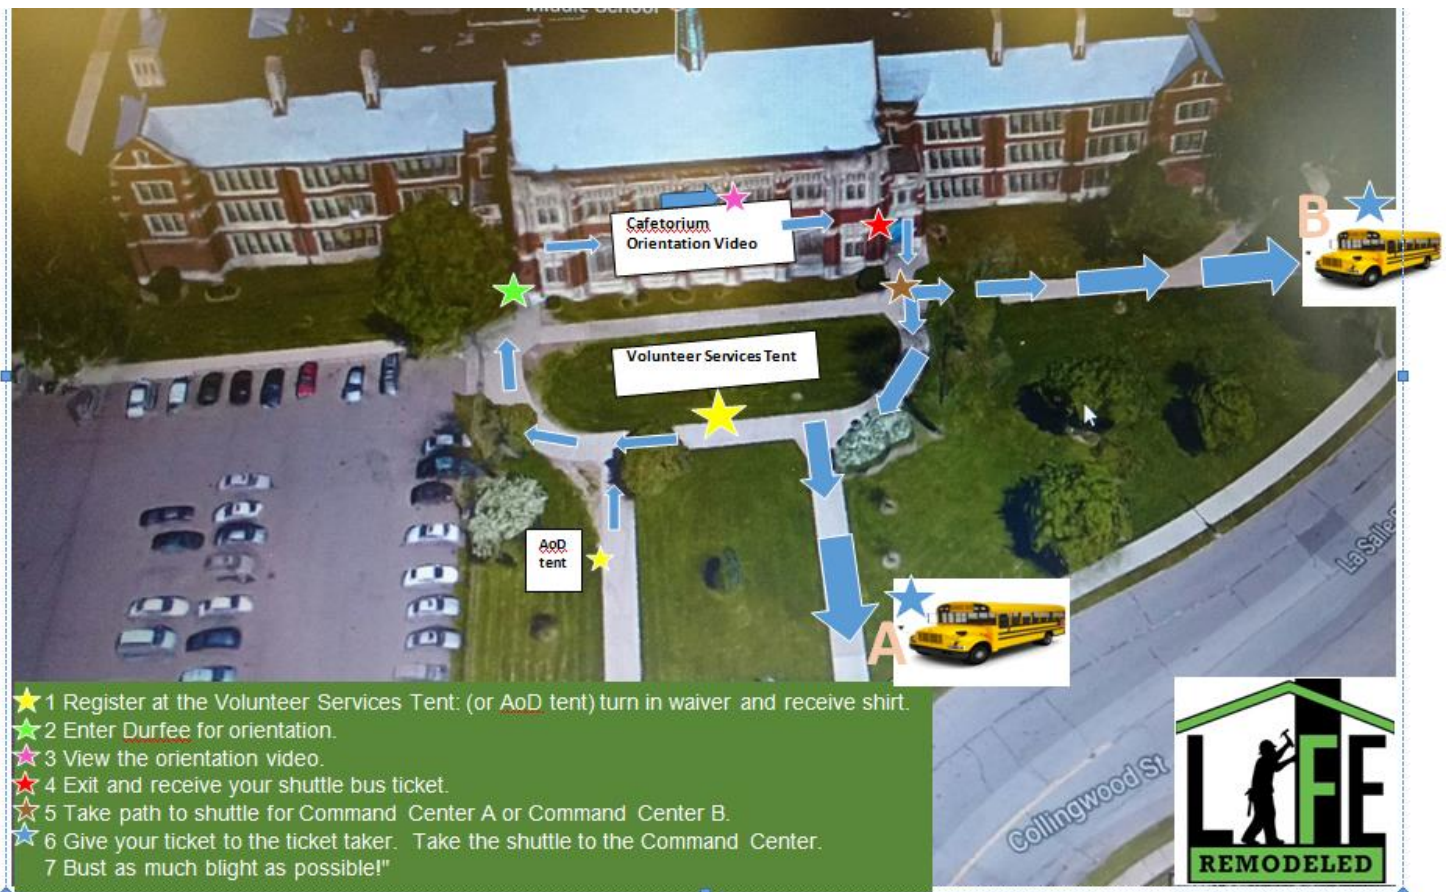 Middle School
B
Cafetorium
Orientation Video
Volunteer Services Tent
AoD
tent
A
La Salle
Collingwood St
1 Register at the Volunteer Services Tent: (or AoD tent) turn in waiver and receive shirt.
2 Enter Durfee for orientation.
3 View the orientation video.
4 Exit and receive your shuttle bus ticket.
5 Take path to shuttle for Command Center A or Command Center B.
6 Give your ticket to the ticket taker. Take the shuttle to the Command Center.
7 Bust as much blight as possible!"
LIFE
REMODELED